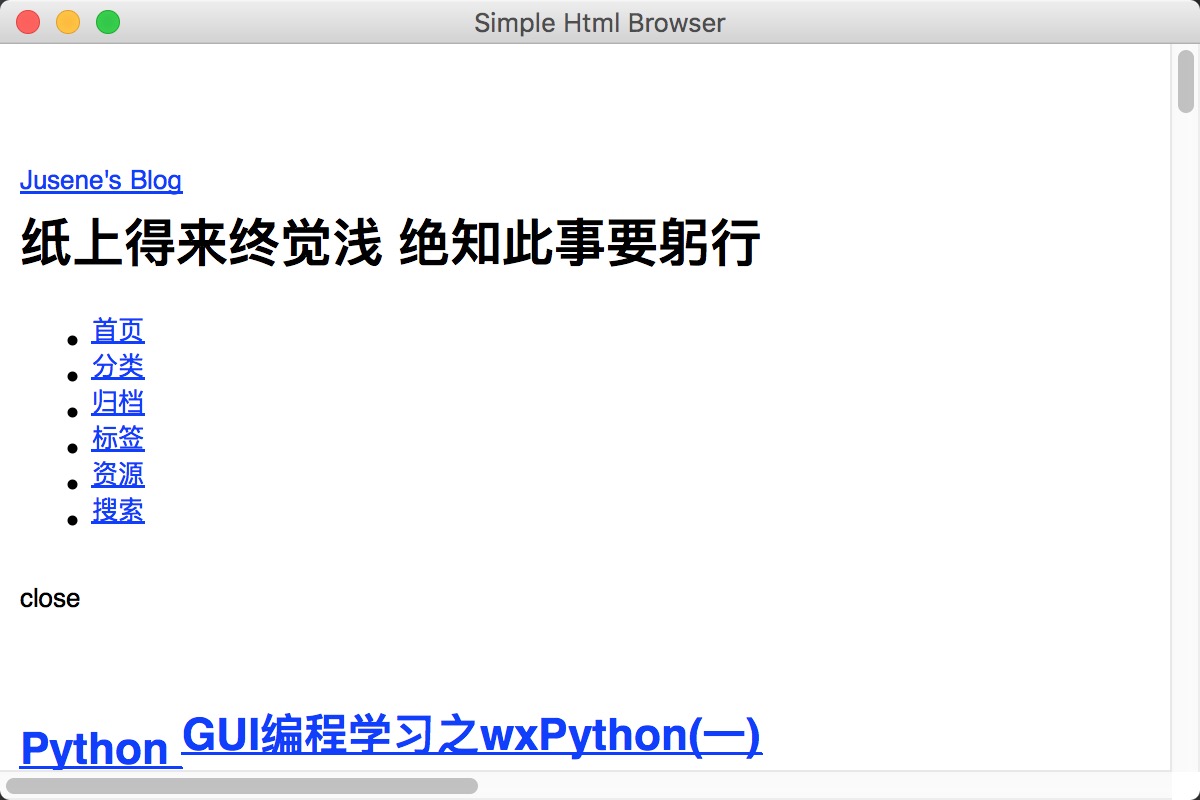 Simple Html Browser
Jusene's Blog
纸上得来终觉浅 绝知此事要躬行
首页
分类
归档
标签
资源
搜索
close
Python GUI编程学习之wxPython(一)